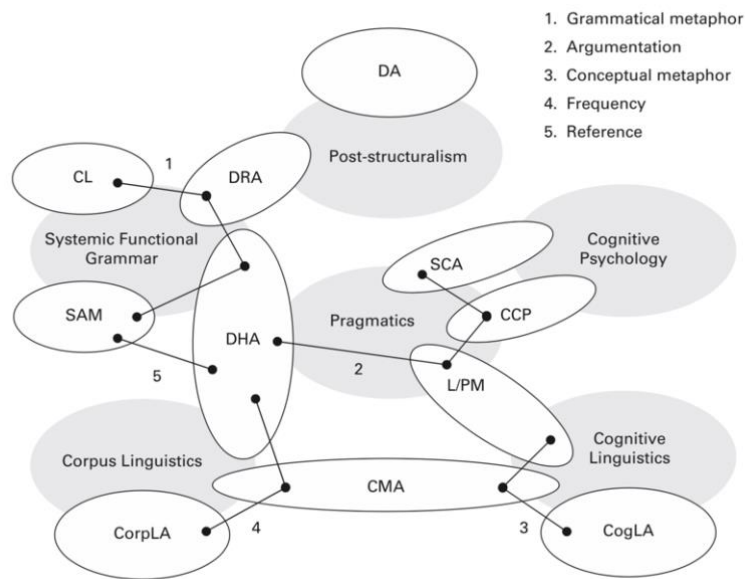 1. Grammatical metaphor
2. Argumentation
3. Conceptual metaphor
4. Frequency
5. Reference
DA
Post-structuralism
CL
1
DRA
Systemic Functional
Grammar
SCA
Cognitive
Psychology
SAM
DHA
Pragmatics
CCP
5
2
L/PM
Corpus Linguistics
Cognitive
Linguistics
CMA
CorpLA
4
3
CogLA